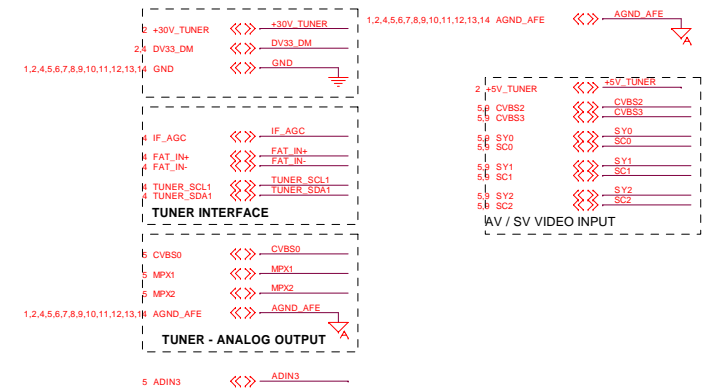 2 +30V_TUNER +30V_TUNER
2,4 DV33_DM DV33_DM
1,2,4,5,6,7,8,9,10,11,12,13,14 GND GND
4 IF_AGC IF_AGC
4 FAT_IN+ FAT_IN+
4 FAT_IN- FAT_IN-
4 TUNER_SCL1 TUNER_SCL1
4 TUNER_SDA1 TUNER_SDA1
TUNER INTERFACE
5 CVBS0 CVBS0
5 MPX1 MPX1
5 MPX2 MPX2
1,2,4,5,6,7,8,9,10,11,12,13,14 AGND_AFE AGND_AFE
A
TUNER - ANALOG OUTPUT
5 ADIN3 ADIN3
1,2,4,5,6,7,8,9,10,11,12,13,14 AGND_AFE AGND_AFE
A
2 +5V_TUNER +5V_TUNER
5,9 CVBS2 CVBS2
5,9 CVBS3 CVBS3
5,9 SY0 SY0
5,9 SC0 SC0
5,9 SY1 SY1
5,9 SC1 SC1
5,9 SY2 SY2
5,9 SC2 SC2
AV / SV VIDEO INPUT